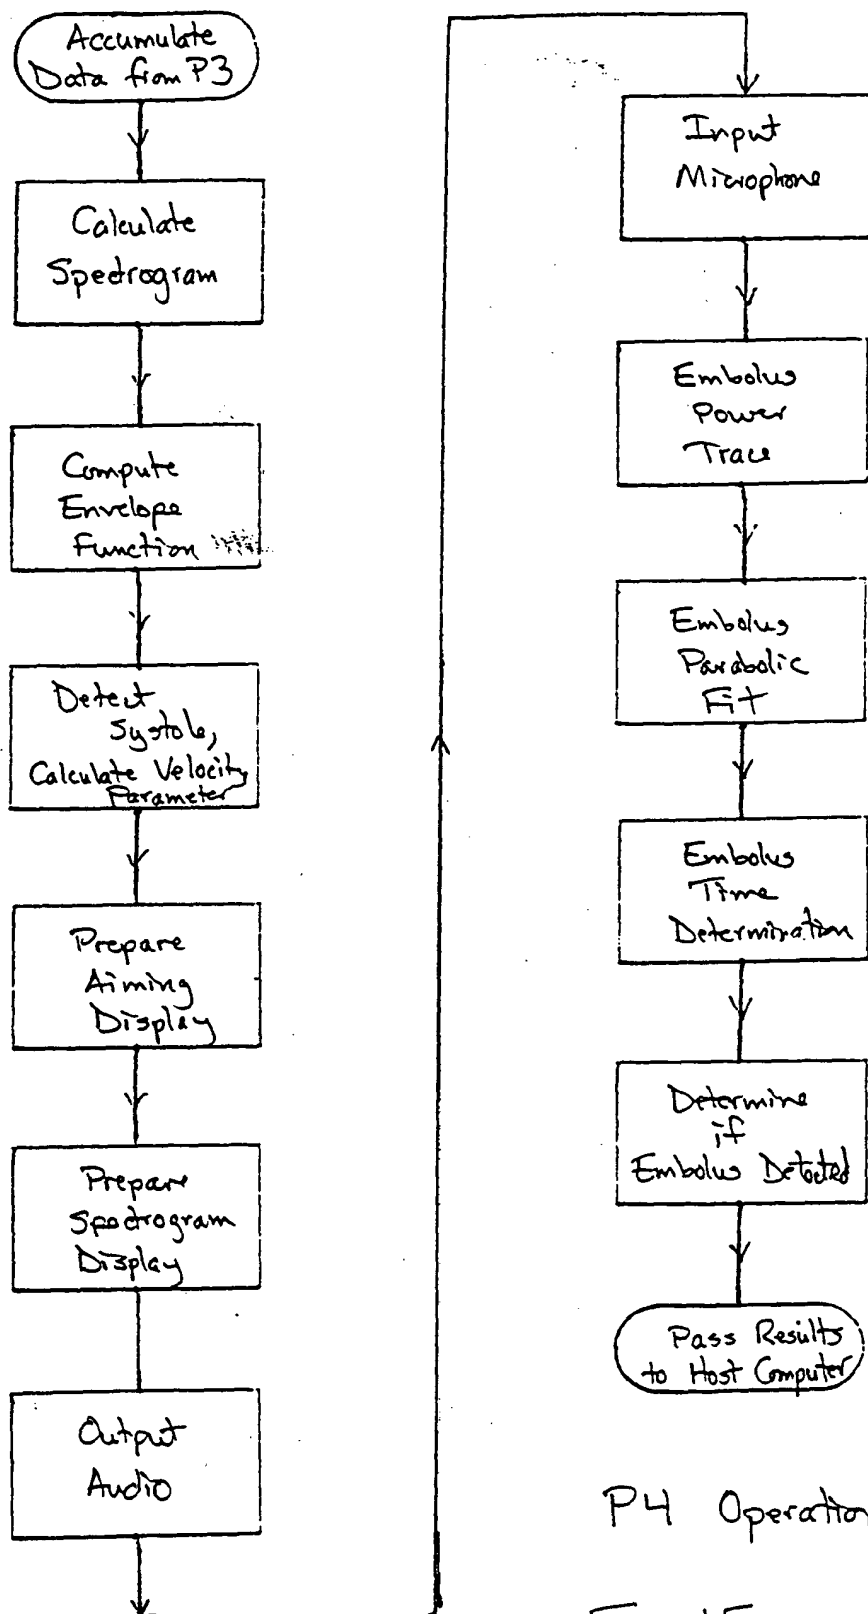 Accumulate
Data from P3
Calculate
Spectrogram
Compute
Envelope
Function
Detect
Systole,
Calculate Velocity
Parameter
Prepare
Aiming
Display
Prepare
Spectrogram
Display
Output
Audio
Input
Microphone
Embolus
Power
Trace
Embolus
Parabolic
Fit
Embolus
Time
Determination
Determine
if
Embolus Detected
Pass Results
to Host Computer
P4 Operation